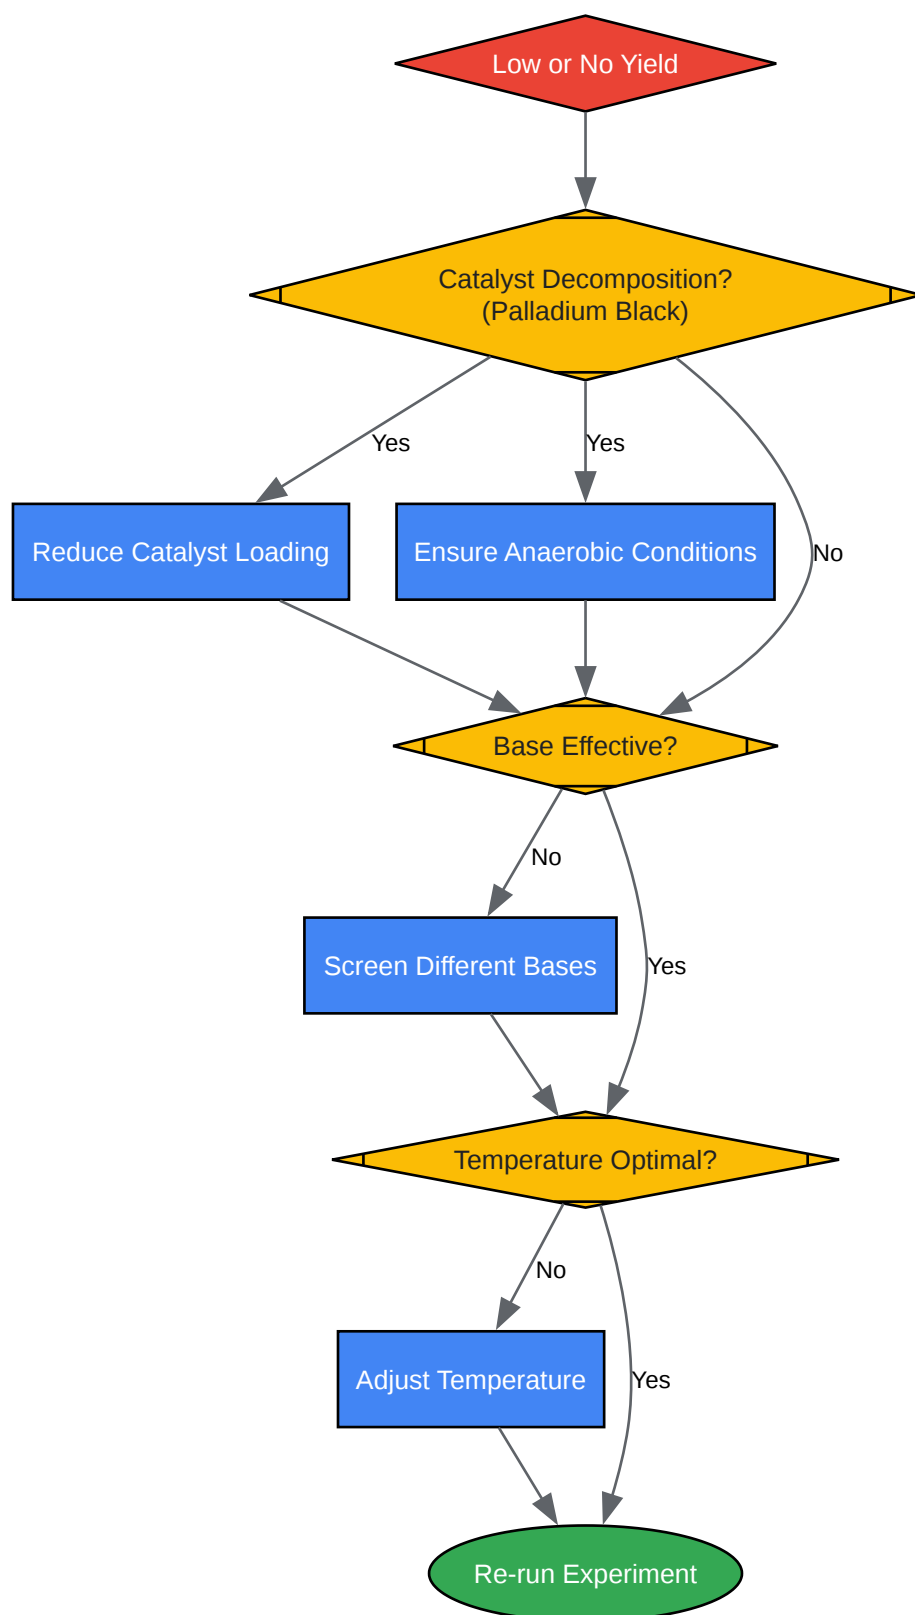 Low or No Yield
Catalyst Decomposition?
(Palladium Black)
Yes
Yes
Reduce Catalyst Loading
Ensure Anaerobic Conditions
No
Base Effective?
No
Screen Different Bases
Yes
Temperature Optimal?
No
Adjust Temperature
Yes
Re-run Experiment